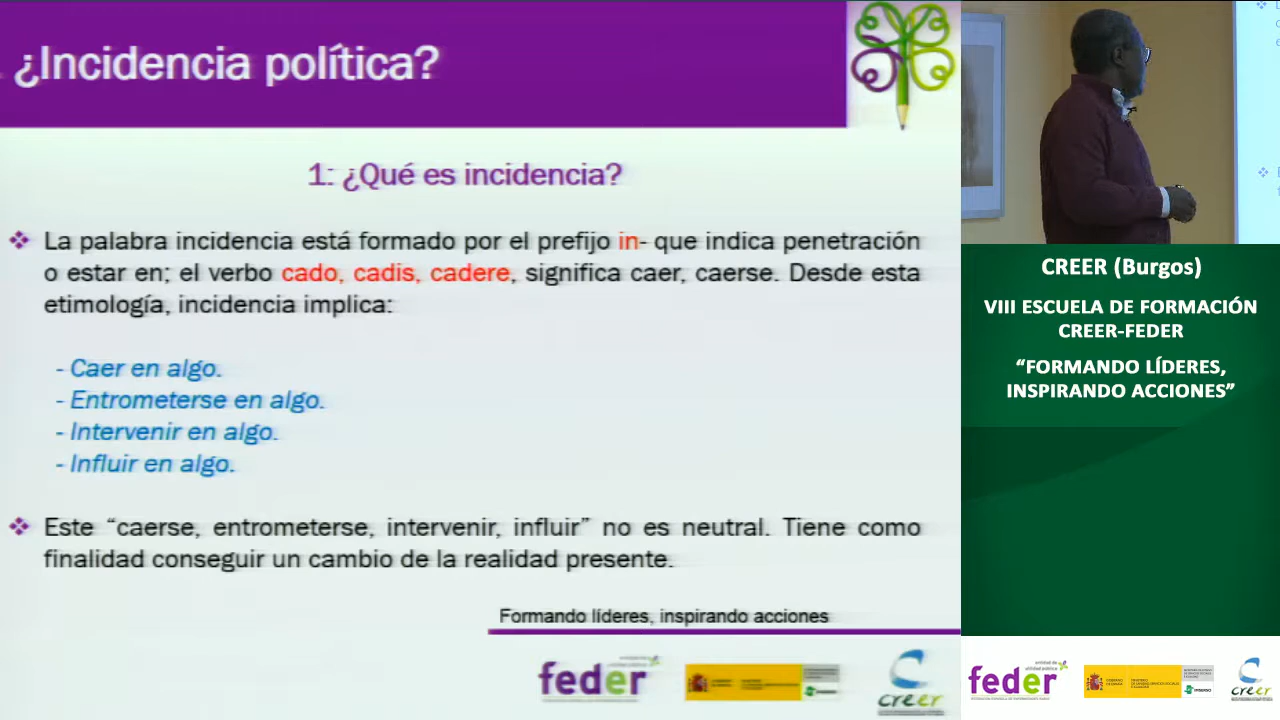 ¿Incidencia política?
1: ¿Qué es incidencia?
La palabra incidencia está formado por el prefijo in- que indica penetración
o estar en; el verbo cado, cadis, cadere, significa caer, caerse. Desde esta
etimología, incidencia implica:
- Caer en algo.
- Entrometerse en algo.
- Intervenir en algo.
- Influir en algo.
Este “caerse, entrometerse, intervenir, influir” no es neutral. Tiene como
finalidad conseguir un cambio de la realidad presente.
Formando líderes, inspirando acciones
feder
creer
CREER (Burgos)
VIII ESCUELA DE FORMACIÓN
CREER-FEDER
“FORMANDO LÍDERES,
INSPIRANDO ACCIONES”
feder
creer